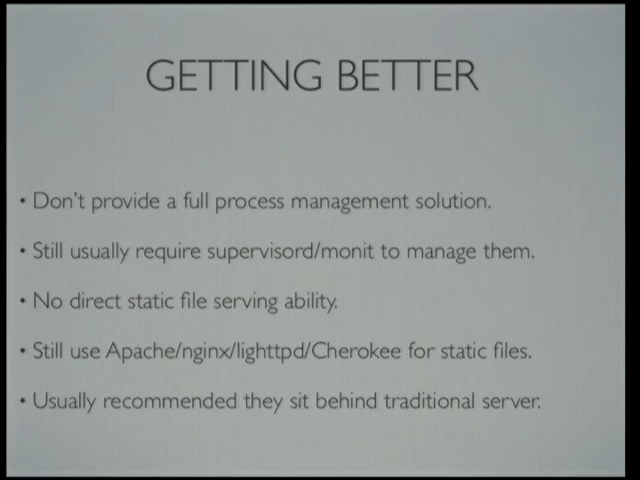 GETTING BETTER
• Don't provide a full process management solution.
• Still usually require supervisord/monit to manage them.
• No direct static file serving ability.
• Still use Apache/nginx/lighttpd/Cherokee for static files.
• Usually recommended they sit behind traditional server.